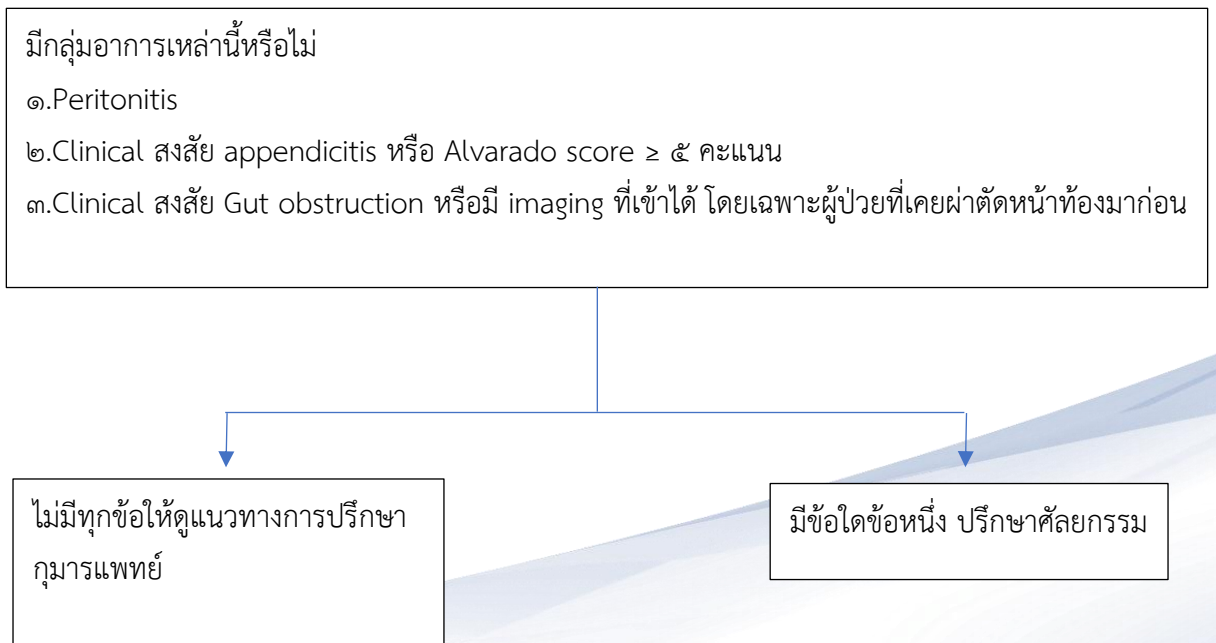 มีกลุ่มอาการเหล่านี้หรือไม่
๑.Peritonitis
๒.Clinical สงสัย appendicitis หรือ Alvarado score ≥ ๕ คะแนน
๓.Clinical สงสัย Gut obstruction หรือมี imaging ที่เข้าได้ โดยเฉพาะผู้ป่วยที่เคยผ่าตัดหน้าท้องมาก่อน
ไม่มีทุกข้อให้ดูแนวทางการปรึกษา
กุมารแพทย์
มีข้อใดข้อหนึ่ง ปรึกษาศัลยกรรม